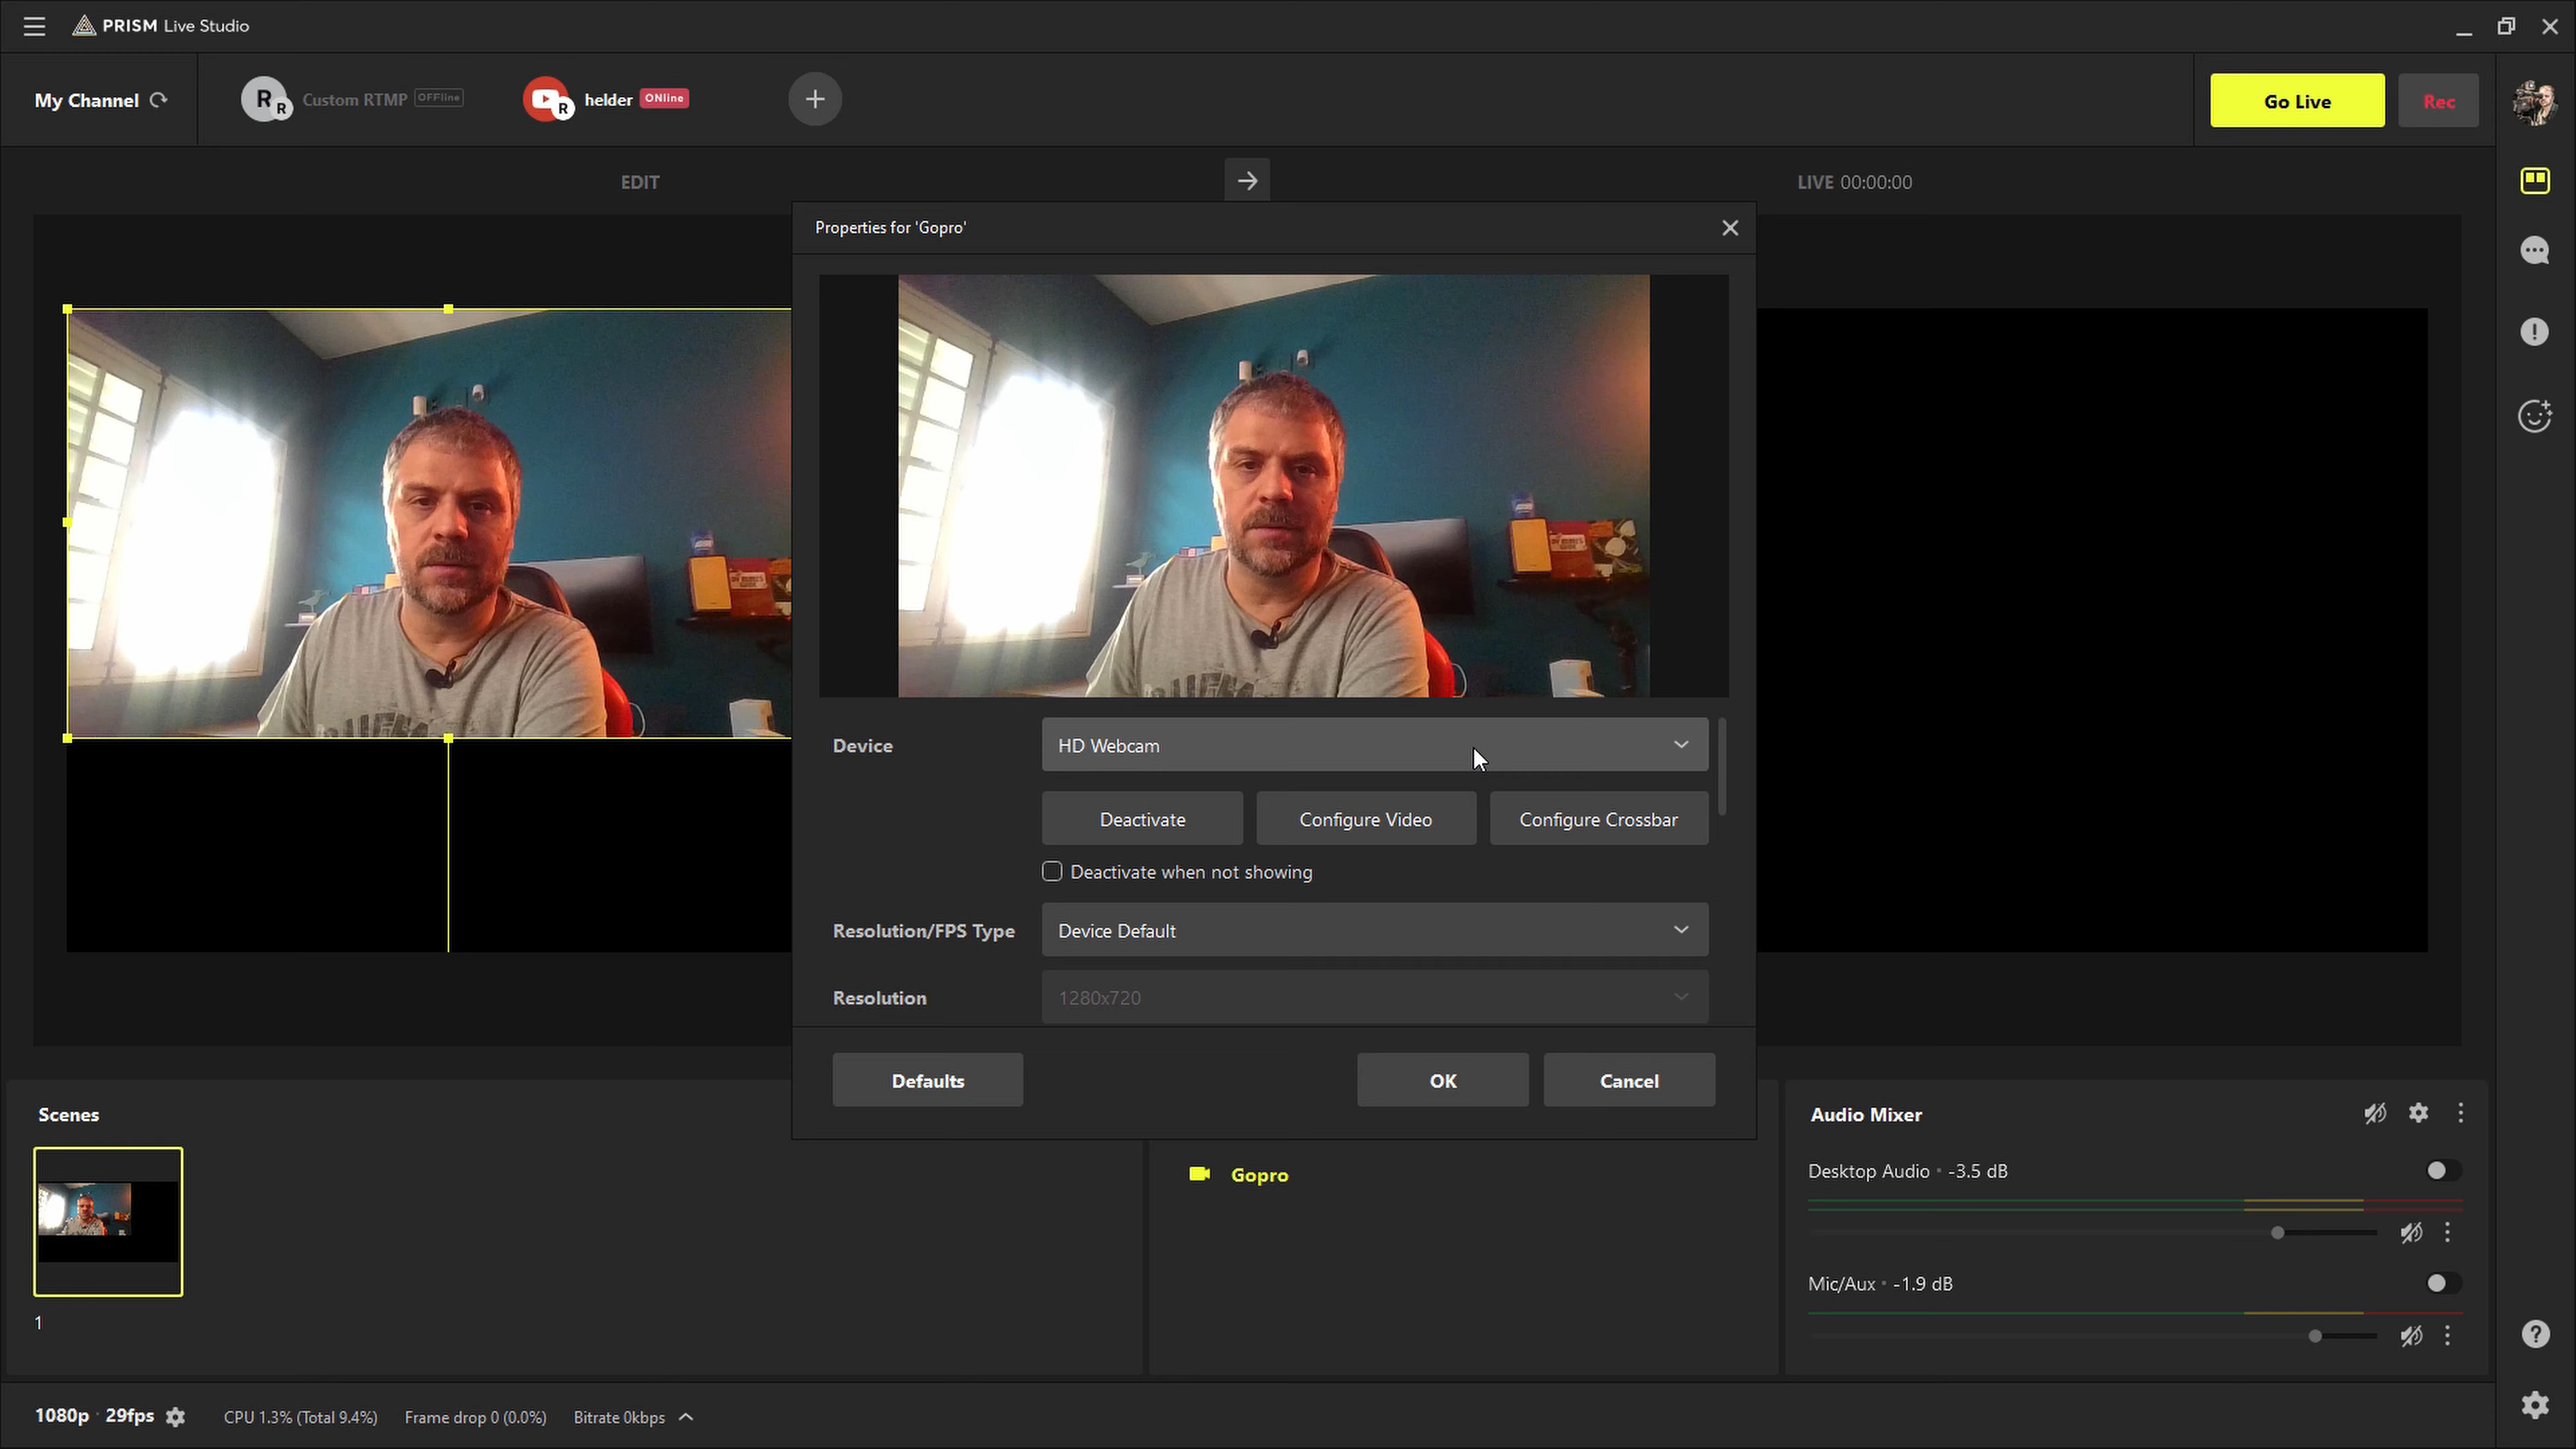 PRISM Live Studio
My Channel
R
R
Custom RTMP
OFFline
R
helder
ONline
Go Live
Rec
EDIT
LIVE 00:00:00
Properties for 'Gopro'
Device
HD Webcam
Deactivate
Configure Video
Configure Crossbar
Deactivate when not showing
Resolution/FPS Type
Device Default
Resolution
1280x720
Defaults
OK
Cancel
Scenes
1
Gopro
Audio Mixer
Desktop Audio • -3.5 dB
Mic/Aux • -1.9 dB
1080p · 29fps
CPU 1.3% (Total 9.4%)
Frame drop 0 (0.0%)
Bitrate 0kbps